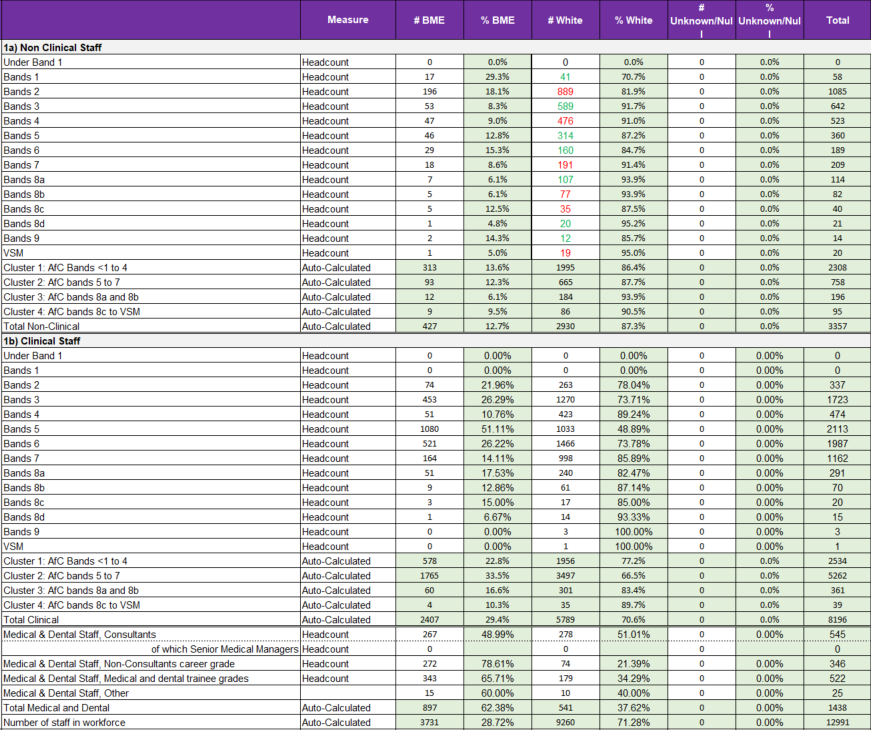 Measure # BME % BME # White % White # Unknown/Null % Unknown/Null Total
1a) Non Clinical Staff
Under Band 1 Headcount 0 0.0% 0 0.0% 0 0.0% 0
Bands 1 Headcount 17 29.3% 41 70.7% 0 0.0% 58
Bands 2 Headcount 196 18.1% 889 81.9% 0 0.0% 1085
Bands 3 Headcount 53 8.3% 589 91.7% 0 0.0% 642
Bands 4 Headcount 47 9.0% 476 91.0% 0 0.0% 523
Bands 5 Headcount 46 12.8% 314 87.2% 0 0.0% 360
Bands 6 Headcount 29 15.3% 160 84.7% 0 0.0% 189
Bands 7 Headcount 18 8.6% 191 91.4% 0 0.0% 209
Bands 8a Headcount 7 6.1% 107 93.9% 0 0.0% 114
Bands 8b Headcount 5 6.1% 77 93.9% 0 0.0% 82
Bands 8c Headcount 5 12.5% 35 87.5% 0 0.0% 40
Bands 8d Headcount 1 4.8% 20 95.2% 0 0.0% 21
Bands 9 Headcount 2 14.3% 12 85.7% 0 0.0% 14
VSM Headcount 1 5.0% 19 95.0% 0 0.0% 20
Cluster 1: AfC Bands <1 to 4 Auto-Calculated 313 13.6% 1995 86.4% 0 0.0% 2308
Cluster 2: AfC bands 5 to 7 Auto-Calculated 93 12.3% 665 87.7% 0 0.0% 758
Cluster 3: AfC bands 8a and 8b Auto-Calculated 12 6.1% 184 93.9% 0 0.0% 196
Cluster 4: AfC bands 8c to VSM Auto-Calculated 9 9.5% 86 90.5% 0 0.0% 95
Total Non-Clinical Auto-Calculated 427 12.7% 2930 87.3% 0 0.0% 3357
1b) Clinical Staff
Under Band 1 Headcount 0 0.00% 0 0.00% 0 0.00% 0
Bands 1 Headcount 0 0.00% 0 0.00% 0 0.00% 0
Bands 2 Headcount 74 21.96% 263 78.04% 0 0.00% 337
Bands 3 Headcount 453 26.29% 1270 73.71% 0 0.00% 1723
Bands 4 Headcount 51 10.76% 423 89.24% 0 0.00% 474
Bands 5 Headcount 1080 51.11% 1033 48.89% 0 0.00% 2113
Bands 6 Headcount 521 26.22% 1466 73.78% 0 0.00% 1987
Bands 7 Headcount 164 14.11% 998 85.89% 0 0.00% 1162
Bands 8a Headcount 51 17.53% 240 82.47% 0 0.00% 291
Bands 8b Headcount 9 12.86% 61 87.14% 0 0.00% 70
Bands 8c Headcount 3 15.00% 17 85.00% 0 0.00% 20
Bands 8d Headcount 1 6.67% 14 93.33% 0 0.00% 15
Bands 9 Headcount 0 0.00% 3 100.00% 0 0.00% 3
VSM Headcount 0 0.00% 1 100.00% 0 0.00% 1
Cluster 1: AfC Bands <1 to 4 Auto-Calculated 578 22.8% 1956 77.2% 0 0.0% 2534
Cluster 2: AfC bands 5 to 7 Auto-Calculated 1765 33.5% 3497 66.5% 0 0.0% 5262
Cluster 3: AfC bands 8a and 8b Auto-Calculated 60 16.6% 301 83.4% 0 0.0% 361
Cluster 4: AfC bands 8c to VSM Auto-Calculated 4 10.3% 35 89.7% 0 0.0% 39
Total Clinical Auto-Calculated 2407 29.4% 5789 70.6% 0 0.0% 8196
Medical & Dental Staff, Consultants Headcount 267 48.99% 278 51.01% 0 0.00% 545
of which Senior Medical Managers Headcount 0 0 0 0
Medical & Dental Staff, Non-Consultants career grade Headcount 272 78.61% 74 21.39% 0 0.00% 346
Medical & Dental Staff, Medical and dental trainee grades Headcount 343 65.71% 179 34.29% 0 0.00% 522
Medical & Dental Staff, Other 15 60.00% 10 40.00% 0 0.00% 25
Total Medical and Dental Auto-Calculated 897 62.38% 541 37.62% 0 0.00% 1438
Number of staff in workforce Auto-Calculated 3731 28.72% 9260 71.28% 0 0.00% 12991